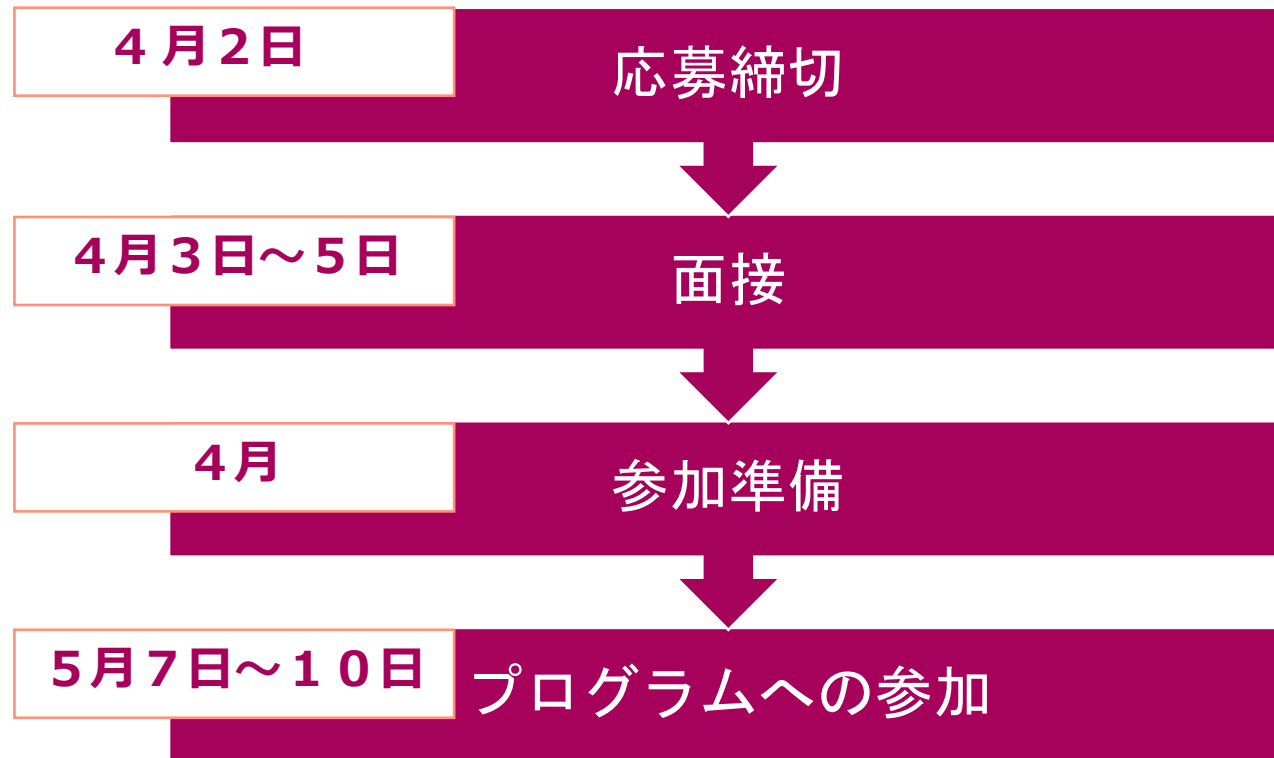 ４月２日
応募締切
４月３日～５日
面接
４月
参加準備
５月７日～１０日
プログラムへの参加